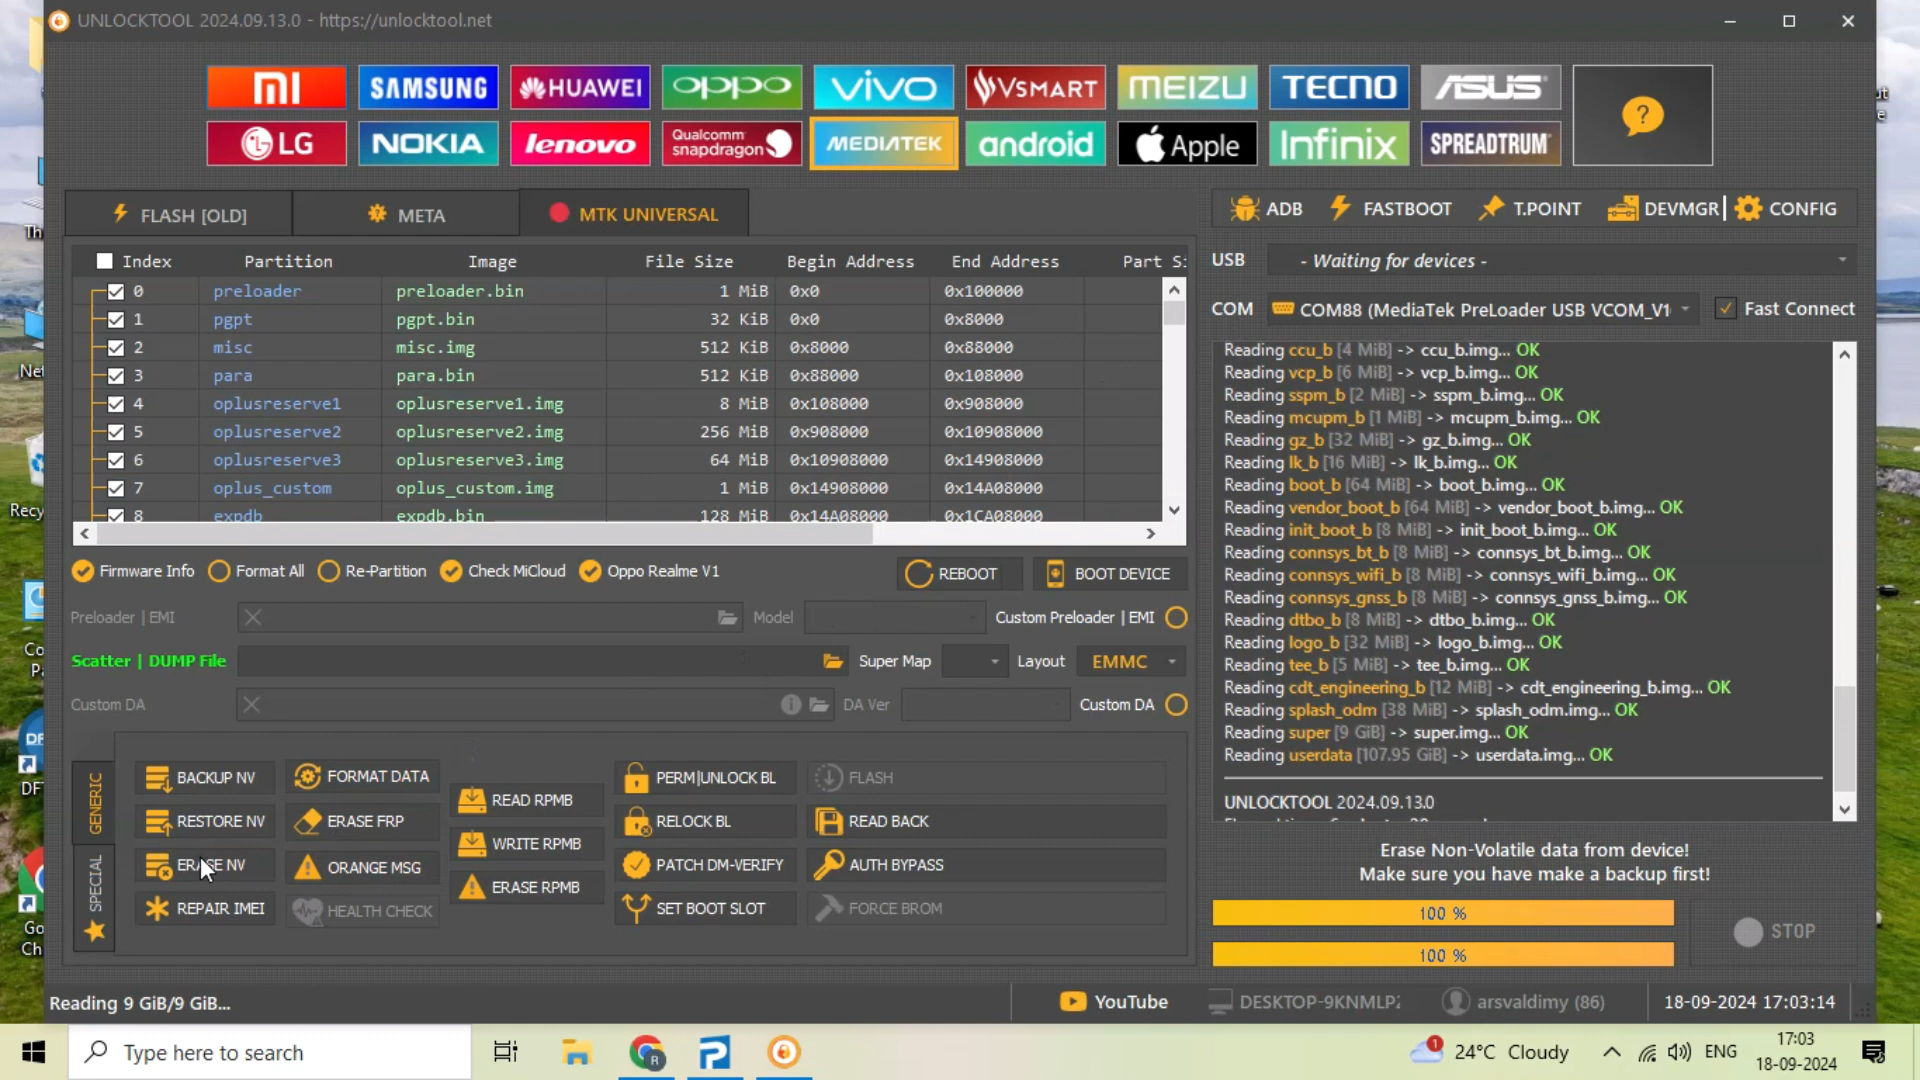 UNLOCKTOOL 2024.09.13.0 - https://unlocktool.net
mi SAMSUNG HUAWEI oppo vivo VSMART MEIZU TECNO ASUS
LG NOKIA lenovo Qualcomm snapdragon MEDIATEK android Apple Infinix SPREADTRUM ?
FLASH [OLD] META MTK UNIVERSAL
ADB FASTBOOT T.POINT DEVMGR CONFIG
Index Partition Image File Size Begin Address End Address Part S
0 preloader preloader.bin 1 MiB 0x0 0x100000
1 pgpt pgpt.bin 32 KiB 0x0 0x8000
2 misc misc.img 512 KiB 0x8000 0x88000
3 para para.bin 512 KiB 0x88000 0x108000
4 oplusreserve1 oplusreserve1.img 8 MiB 0x108000 0x908000
5 oplusreserve2 oplusreserve2.img 256 MiB 0x908000 0x10908000
6 oplusreserve3 oplusreserve3.img 64 MiB 0x10908000 0x14908000
7 oplus_custom oplus_custom.img 1 MiB 0x14908000 0x14A08000
8 expdb expdb.bin 128 MiB 0x14A08000 0x1CA08000
Firmware Info Format All Re-Partition Check MiCloud Oppo Realme V1 REBOOT BOOT DEVICE
Preloader | EMI Model Custom Preloader | EMI
Scatter | DUMP File Super Map Layout EMMC
Custom DA DA Ver Custom DA
GENERIC
SPECIAL
BACKUP NV FORMAT DATA READ RPMB PERM|UNLOCK BL FLASH
RESTORE NV ERASE FRP WRITE RPMB RELOCK BL READ BACK
ERASE NV ORANGE MSG ERASE RPMB PATCH DM-VERIFY AUTH BYPASS
REPAIR IMEI HEALTH CHECK SET BOOT SLOT FORCE BROM
USB - Waiting for devices -
COM COM88 (MediaTek PreLoader USB VCOM_V1 Fast Connect
Reading ccu_b [4 MiB] -> ccu_b.img... OK
Reading vcp_b [6 MiB] -> vcp_b.img... OK
Reading sspm_b [2 MiB] -> sspm_b.img... OK
Reading mcupm_b [1 MiB] -> mcupm_b.img... OK
Reading gz_b [32 MiB] -> gz_b.img... OK
Reading lk_b [16 MiB] -> lk_b.img... OK
Reading boot_b [64 MiB] -> boot_b.img... OK
Reading vendor_boot_b [64 MiB] -> vendor_boot_b.img... OK
Reading init_boot_b [8 MiB] -> init_boot_b.img... OK
Reading connsys_bt_b [8 MiB] -> connsys_bt_b.img... OK
Reading connsys_wifi_b [8 MiB] -> connsys_wifi_b.img... OK
Reading connsys_gnss_b [8 MiB] -> connsys_gnss_b.img... OK
Reading dtbo_b [8 MiB] -> dtbo_b.img... OK
Reading logo_b [32 MiB] -> logo_b.img... OK
Reading tee_b [5 MiB] -> tee_b.img... OK
Reading cdt_engineering_b [12 MiB] -> cdt_engineering_b.img... OK
Reading splash_odm [38 MiB] -> splash_odm.img... OK
Reading super [9 GiB] -> super.img... OK
Reading userdata [107.95 GiB] -> userdata.img... OK
UNLOCKTOOL 2024.09.13.0
Erase Non-Volatile data from device!
Make sure you have make a backup first!
100 %
100 %
STOP
Reading 9 GiB/9 GiB... YouTube arsvaldimy (86) 18-09-2024 17:03:14
Type here to search 1 24°C Cloudy ENG 17:03
18-09-2024